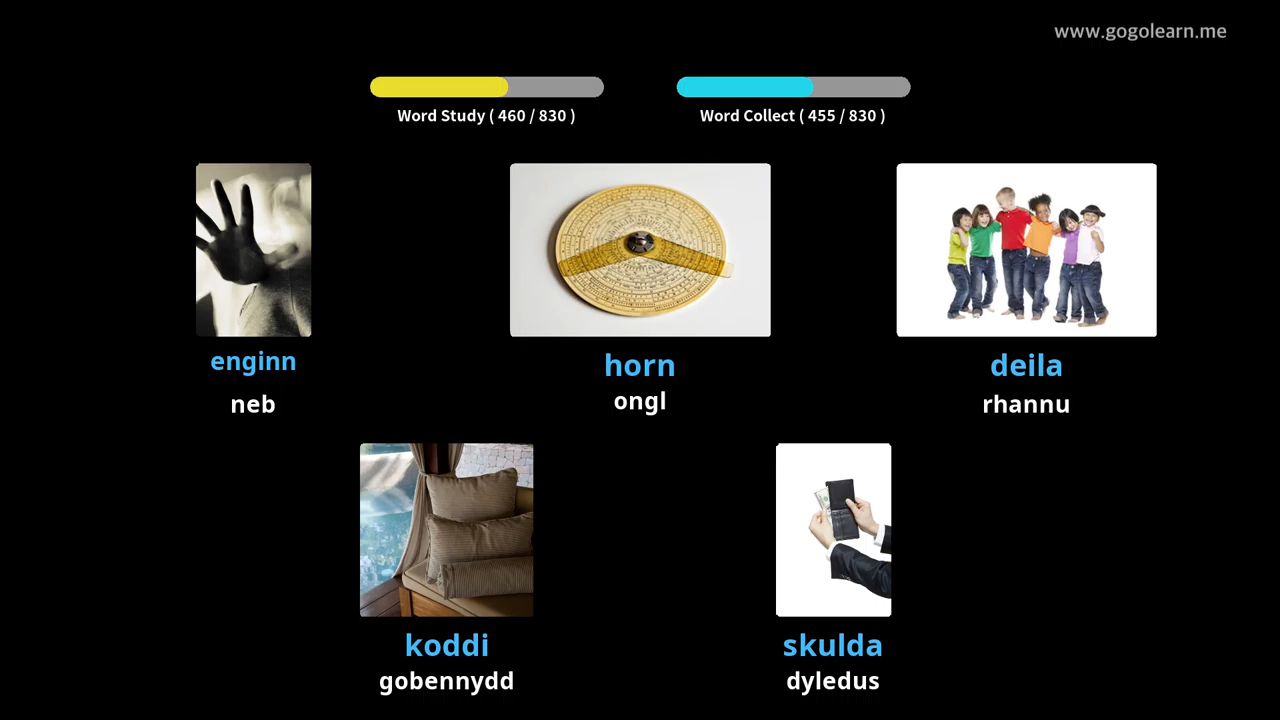 www.gogolearn.me
Word Study ( 460 / 830 )
Word Collect ( 455 / 830 )
enginn
neb
horn
ongl
deila
rhannu
koddi
gobennydd
skulda
dyledus